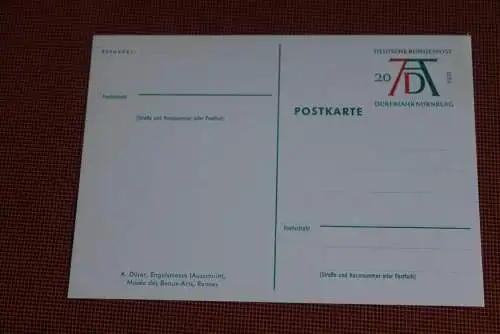 Absender:
Postleitzahl
(Straße und Hausnummer oder Postfach)
A. Dürer, Engelsmesse (Ausschnitt),
Musée des Beaux-Arts, Rennes
DEUTSCHE BUNDESPOST
20
AD
1971
DÜRERJAHR NÜRNBERG
POSTKARTE
Postleitzahl
(Straße und Hausnummer oder Postfach)